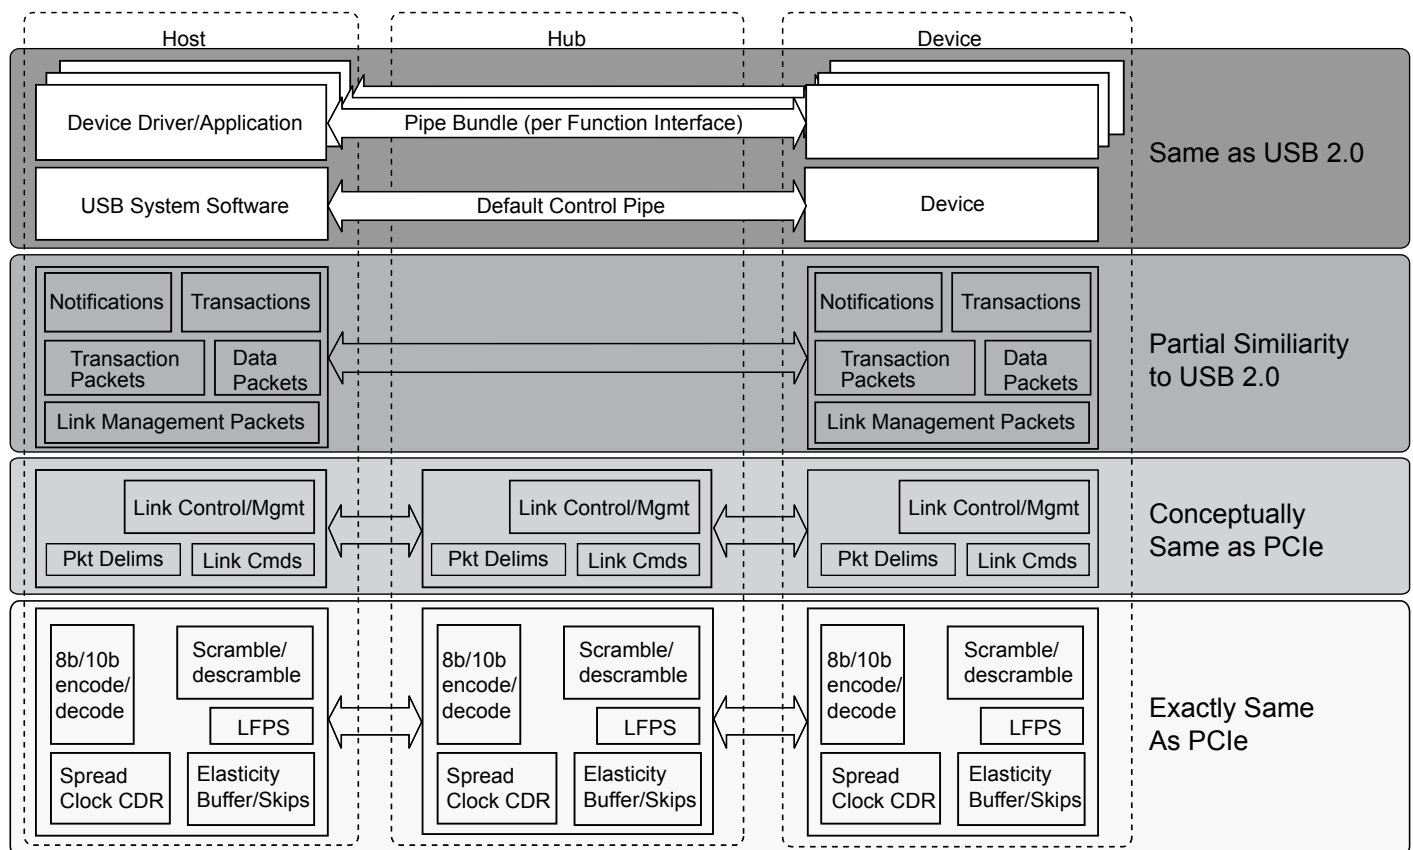 Host
Hub
Device
Device Driver/Application
Pipe Bundle (per Function Interface)
Same as USB 2.0
USB System Software
Default Control Pipe
Device
Notifications
Transactions
Transaction
Packets
Data
Packets
Link Management Packets
Notifications
Transactions
Transaction
Packets
Data
Packets
Link Management Packets
Partial Similiarity
to USB 2.0
Link Control/Mgmt
Pkt Delims
Link Cmds
Link Control/Mgmt
Pkt Delims
Link Cmds
Link Control/Mgmt
Pkt Delims
Link Cmds
Conceptually
Same as PCIe
8b/10b
encode/
decode
Scramble/
descramble
LFPS
Spread
Clock CDR
Elasticity
Buffer/Skips
8b/10b
encode/
decode
Scramble/
descramble
LFPS
Spread
Clock CDR
Elasticity
Buffer/Skips
8b/10b
encode/
decode
Scramble/
descramble
LFPS
Spread
Clock CDR
Elasticity
Buffer/Skips
Exactly Same
As PCIe